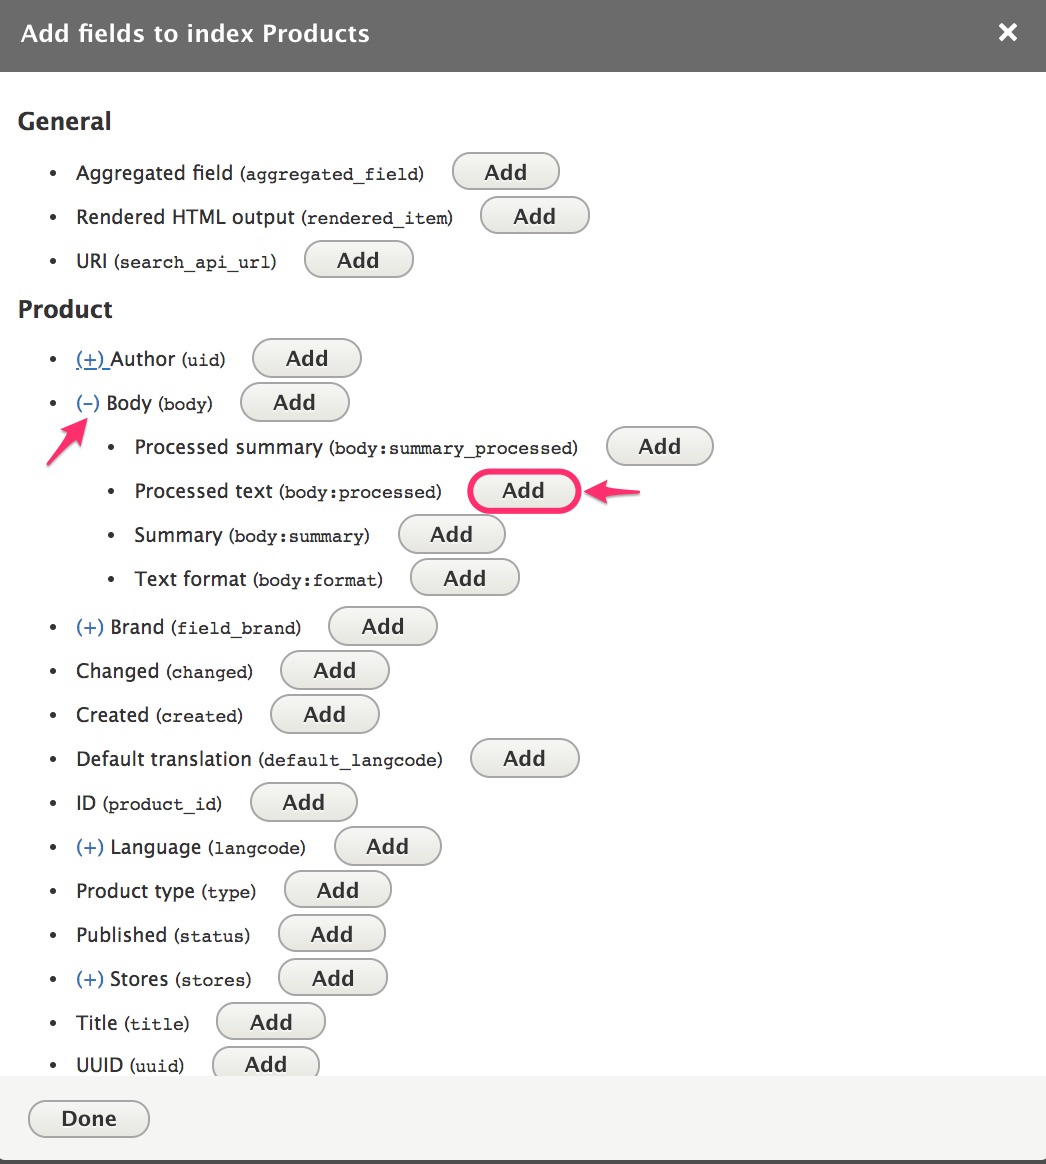 Add fields to index Products ×
General
• Aggregated field (aggregated_field) Add
• Rendered HTML output (rendered_item) Add
• URI (search_api_url) Add
Product
• (+) Author (uid) Add
• (−) Body (body) Add
• Processed summary (body:summary_processed) Add
• Processed text (body:processed) Add
• Summary (body:summary) Add
• Text format (body:format) Add
• (+) Brand (field_brand) Add
• Changed (changed) Add
• Created (created) Add
• Default translation (default_langcode) Add
• ID (product_id) Add
• (+) Language (langcode) Add
• Product type (type) Add
• Published (status) Add
• (+) Stores (stores) Add
• Title (title) Add
• UUID (uuid) Add
Done